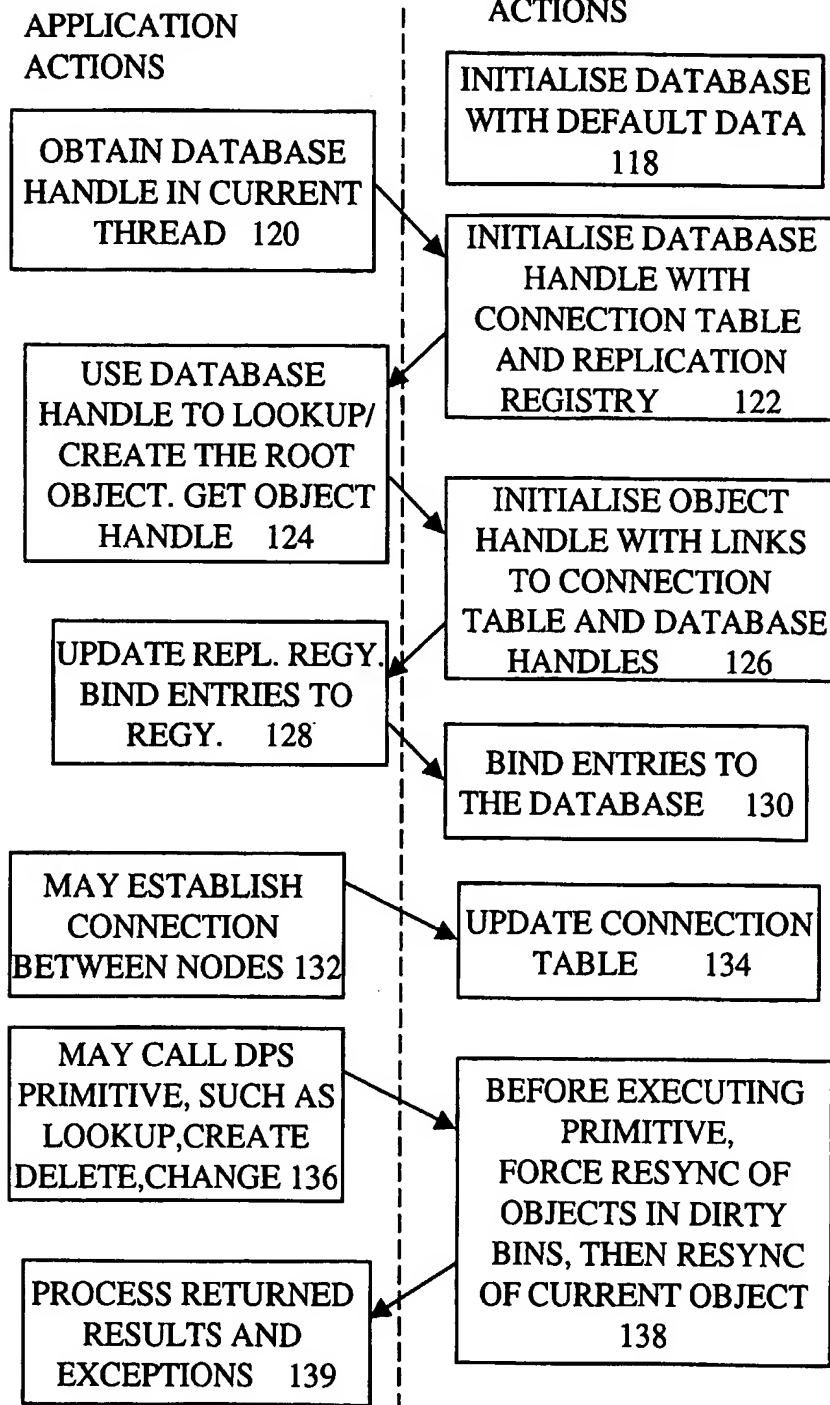 APPLICATION
ACTIONS
ACTIONS
INITIALISE DATABASE
WITH DEFAULT DATA
118
OBTAIN DATABASE
HANDLE IN CURRENT
THREAD 120
INITIALISE DATABASE
HANDLE WITH
CONNECTION TABLE
AND REPLICATION
REGISTRY 122
USE DATABASE
HANDLE TO LOOKUP/
CREATE THE ROOT
OBJECT. GET OBJECT
HANDLE 124
INITIALISE OBJECT
HANDLE WITH LINKS
TO CONNECTION
TABLE AND DATABASE
HANDLES 126
UPDATE REPL. REGY.
BIND ENTRIES TO
REGY. 128
BIND ENTRIES TO
THE DATABASE 130
MAY ESTABLISH
CONNECTION
BETWEEN NODES 132
UPDATE CONNECTION
TABLE 134
MAY CALL DPS
PRIMITIVE, SUCH AS
LOOKUP,CREATE
DELETE,CHANGE 136
BEFORE EXECUTING
PRIMITIVE,
FORCE RESYNC OF
OBJECTS IN DIRTY
BINS, THEN RESYNC
OF CURRENT OBJECT
138
PROCESS RETURNED
RESULTS AND
EXCEPTIONS 139